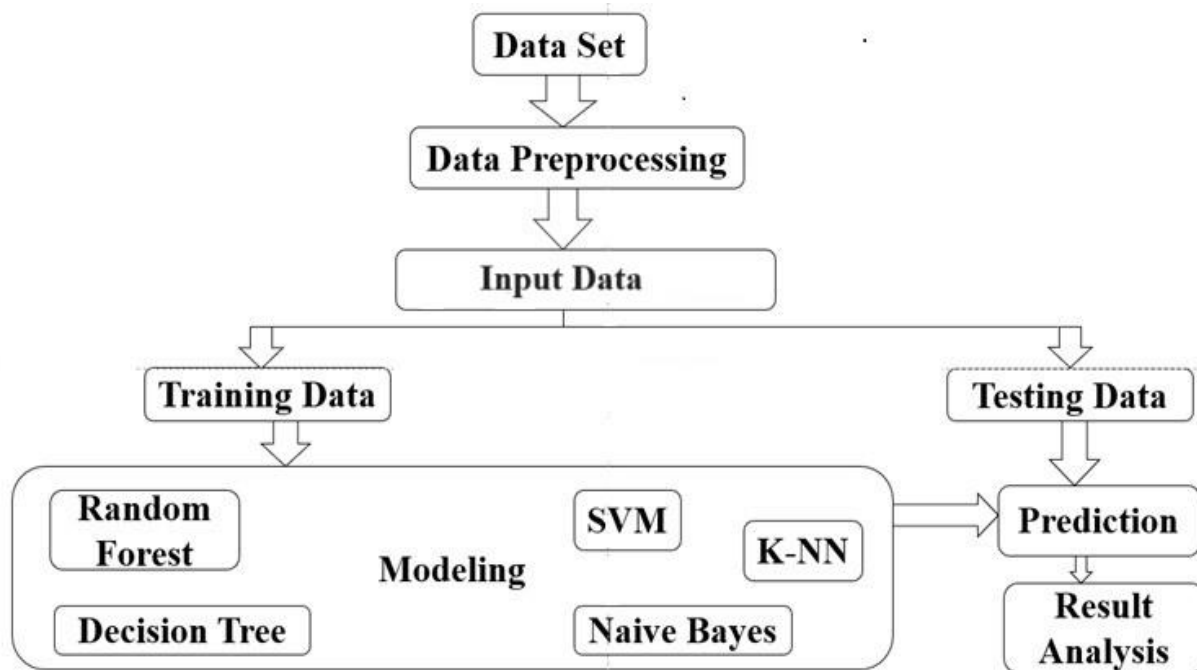 Data Set
Data Preprocessing
Input Data
Training Data
Testing Data
Random
Forest
SVM
K-NN
Modeling
Decision Tree
Naive Bayes
Prediction
Result
Analysis